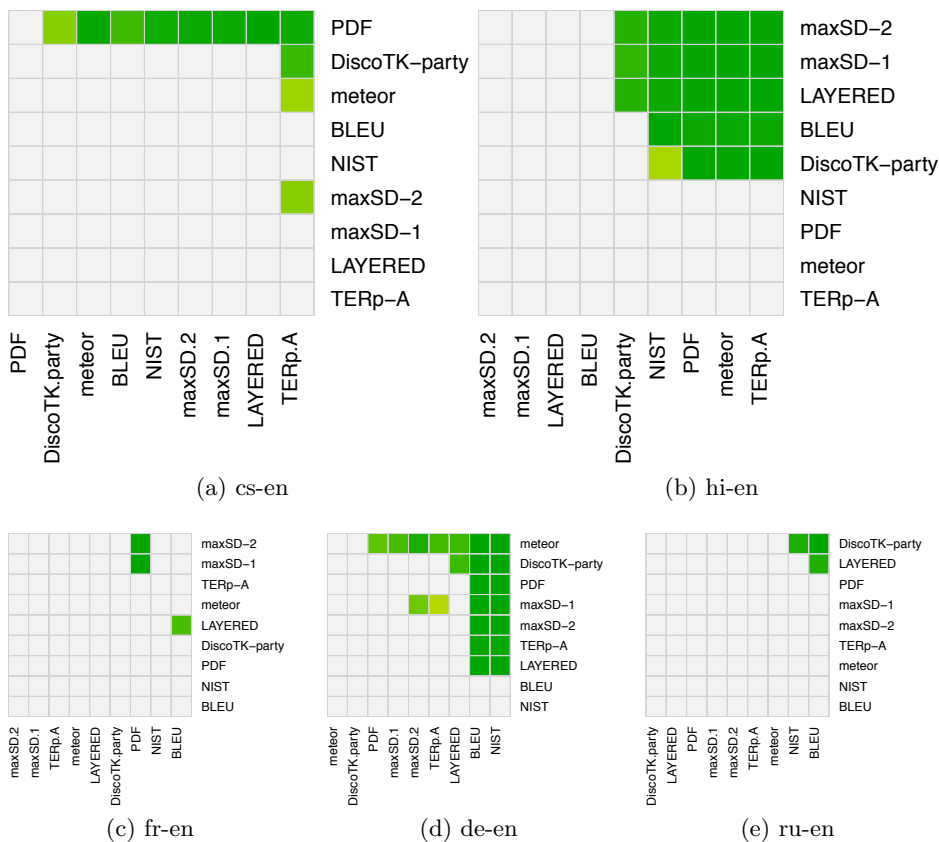 PDF
DiscoTK−party
meteor
BLEU
NIST
maxSD−2
maxSD−1
LAYERED
TERp−A
PDF
DiscoTK.party
meteor
BLEU
NIST
maxSD.2
maxSD.1
LAYERED
TERp.A
(a) cs-en
maxSD−2
maxSD−1
LAYERED
BLEU
DiscoTK−party
NIST
PDF
meteor
TERp−A
maxSD.2
maxSD.1
LAYERED
BLEU
DiscoTK.party
NIST
PDF
meteor
TERp.A
(b) hi-en
maxSD−2
maxSD−1
TERp−A
meteor
LAYERED
DiscoTK−party
PDF
NIST
BLEU
maxSD.2
maxSD.1
TERp.A
meteor
LAYERED
DiscoTK.party
PDF
NIST
BLEU
(c) fr-en
meteor
DiscoTK−party
PDF
maxSD−1
maxSD−2
TERp−A
LAYERED
BLEU
NIST
meteor
DiscoTK.party
PDF
maxSD.1
maxSD.2
TERp.A
LAYERED
BLEU
NIST
(d) de-en
DiscoTK−party
LAYERED
PDF
maxSD−1
maxSD−2
TERp−A
meteor
NIST
BLEU
DiscoTK.party
LAYERED
PDF
maxSD.1
maxSD.2
TERp.A
meteor
NIST
BLEU
(e) ru-en